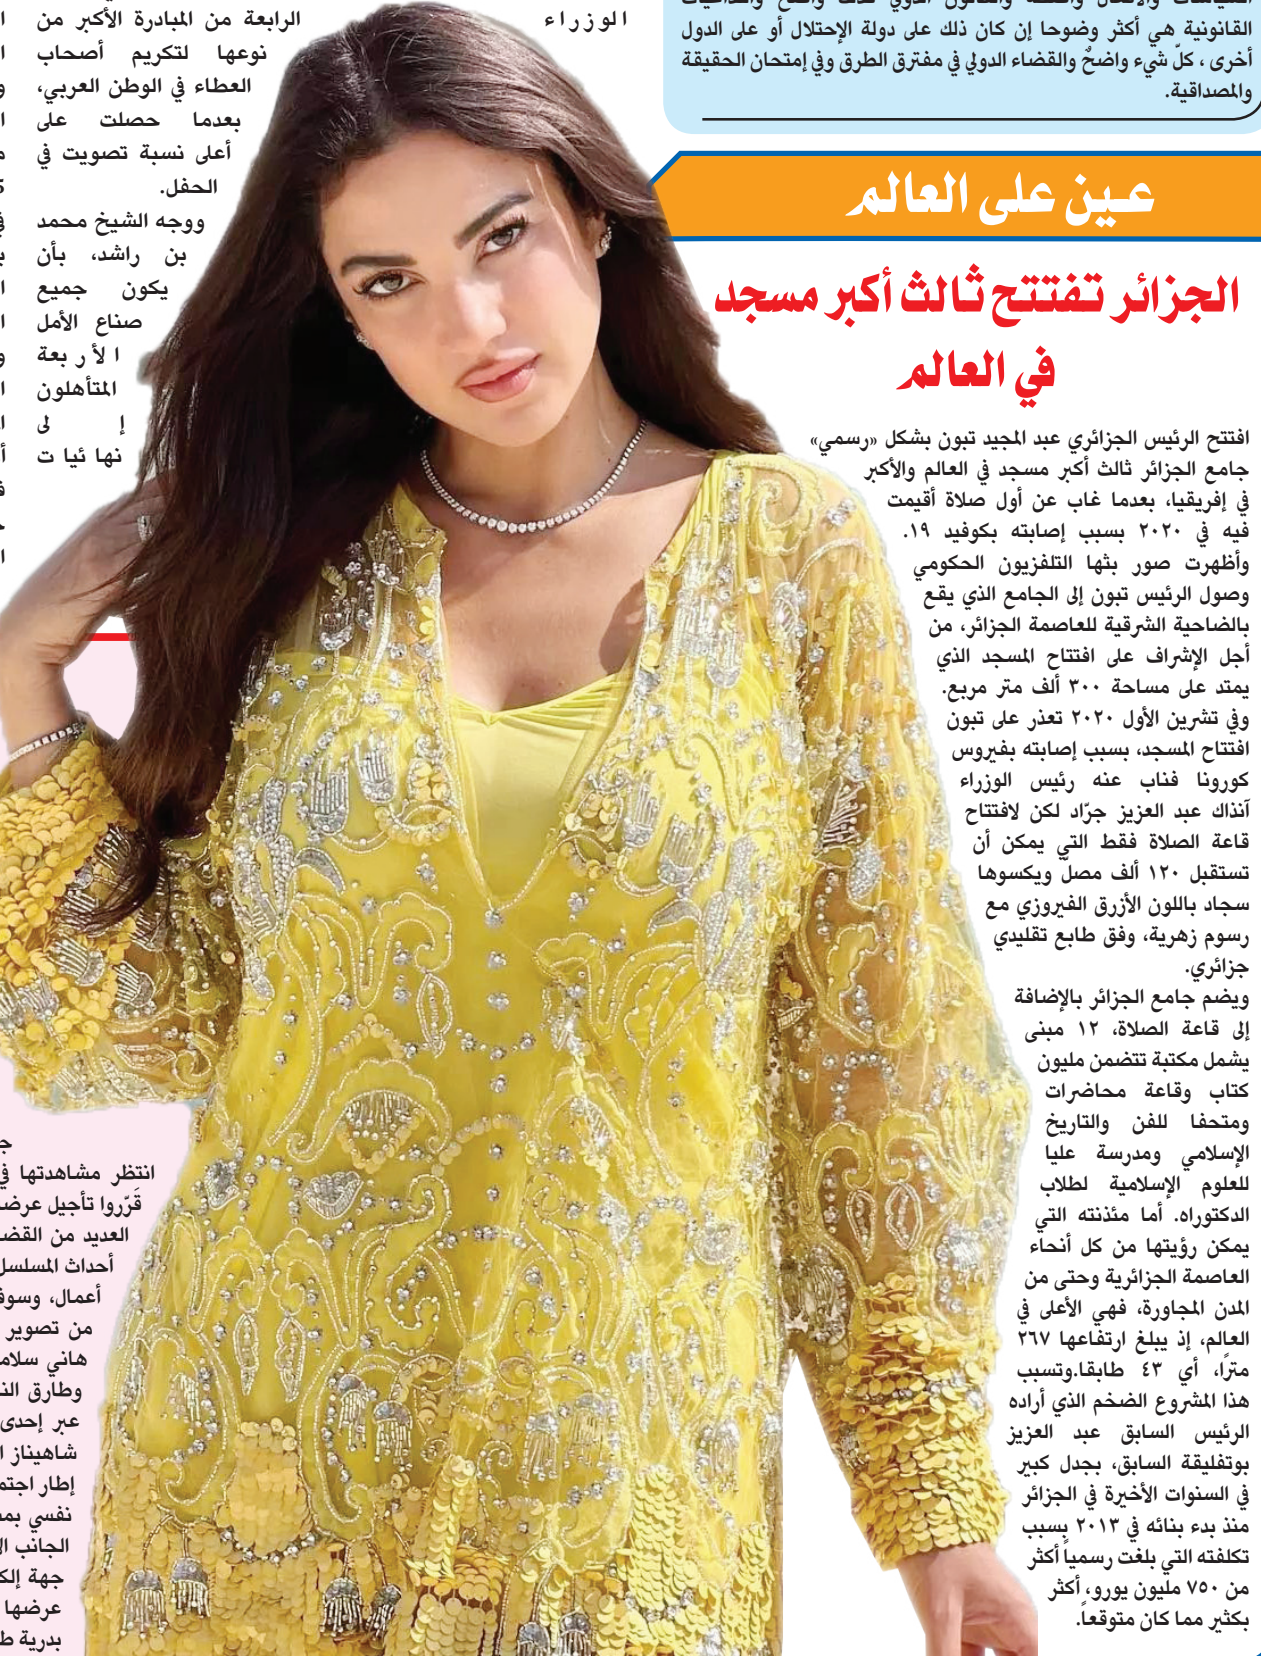 القانونية هي أكثر وضوحا إن كان ذلك على دولة الإحتلال أو على الدول
أخرى ، كلّ شيء واضحٌ والقضاء الدولي في مفترق الطرق وفي إمتحان الحقيقة
والمصداقية.
عـين على العالم
الجزائر تفتتح ثالث أكبر مسجد
في العالم
افتتح الرئيس الجزائري عبد المجيد تبون بشكل «رسمي»
جامع الجزائر ثالث أكبر مسجد في العالم والأكبر
في إفريقيا، بعدما غاب عن أول صلاة أقيمت
فيه في ٢٠٢٠ بسبب إصابته بكوفيد ١٩.
وأظهرت صور بثها التلفزيون الحكومي
وصول الرئيس تبون إلى الجامع الذي يقع
بالضاحية الشرقية للعاصمة الجزائر، من
أجل الإشراف على افتتاح المسجد الذي
يمتد على مساحة ٣٠٠ ألف متر مربع.
وفي تشرين الأول ٢٠٢٠ تعذر على تبون
افتتاح المسجد، بسبب إصابته بفيروس
كورونا فناب عنه رئيس الوزراء
آنذاك عبد العزيز جرّاد لكن لافتتاح
قاعة الصلاة فقط التي يمكن أن
تستقبل ١٢٠ ألف مصلّ ويكسوها
سجاد باللون الأزرق الفيروزي مع
رسوم زهرية، وفق طابع تقليدي
جزائري.
ويضم جامع الجزائر بالإضافة
إلى قاعة الصلاة، ١٢ مبنى
يشمل مكتبة تتضمن مليون
كتاب وقاعة محاضرات
ومتحفا للفن والتاريخ
الإسلامي ومدرسة عليا
للعلوم الإسلامية لطلاب
الدكتوراه. أما مئذنته التي
يمكن رؤيتها من كل أنحاء
العاصمة الجزائرية وحتى من
المدن المجاورة، فهي الأعلى في
العالم، إذ يبلغ ارتفاعها ٢٦٧
مترًا، أي ٤٣ طابقا.وتسبب
هذا المشروع الضخم الذي أراده
الرئيس السابق عبد العزيز
بوتفليقة السابق، بجدل كبير
في السنوات الأخيرة في الجزائر
منذ بدء بنائه في ٢٠١٣ بسبب
تكلفته التي بلغت رسمياً أكثر
من ٧٥٠ مليون يورو، أكثر
بكثير مما كان متوقعاً.
الوزراء
الرابعة من المبادرة الأكبر من
نوعها لتكريم أصحاب
العطاء في الوطن العربي،
بعدما حصلت على
أعلى نسبة تصويت في
الحفل.
ووجه الشيخ محمد
بن راشد، بأن
يكون جميع
صناع الأمل
الأربعة
المتأهلون
إلى
نهائيات
انتظر مشاهدتها في
قَرّروا تأجيل عرضـ
العديد من القضـ
أحداث المسلسل
أعمال، وسوف
من تصوير
هاني سلامـ
وطارق النـ
عبر إحدى
شاهيناز ا
إطار اجتمـ
نفسي بمسـ
الجانب الا
جهة إلكـ
عرضها
بدرية طـ